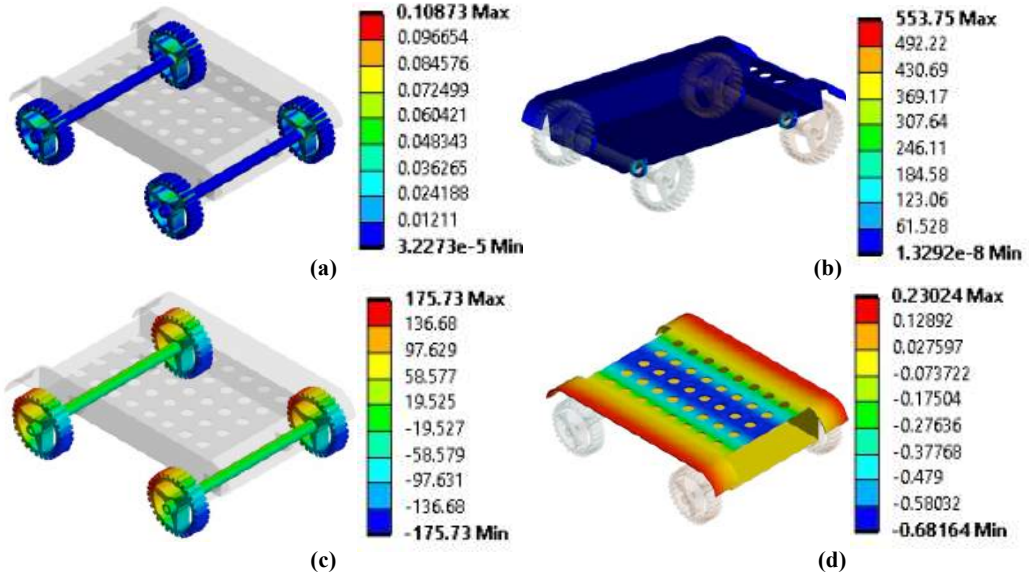 0.10873 Max
0.096654
0.084576
0.072499
0.060421
0.048343
0.036265
0.024188
0.01211
3.2273e-5 Min
(a)
553.75 Max
492.22
430.69
369.17
307.64
246.11
184.58
123.06
61.528
1.3292e-8 Min
(b)
175.73 Max
136.68
97.629
58.577
19.525
-19.527
-58.579
-97.631
-136.68
-175.73 Min
(c)
0.23024 Max
0.12892
0.027597
-0.073722
-0.17504
-0.27636
-0.37768
-0.479
-0.58032
-0.68164 Min
(d)